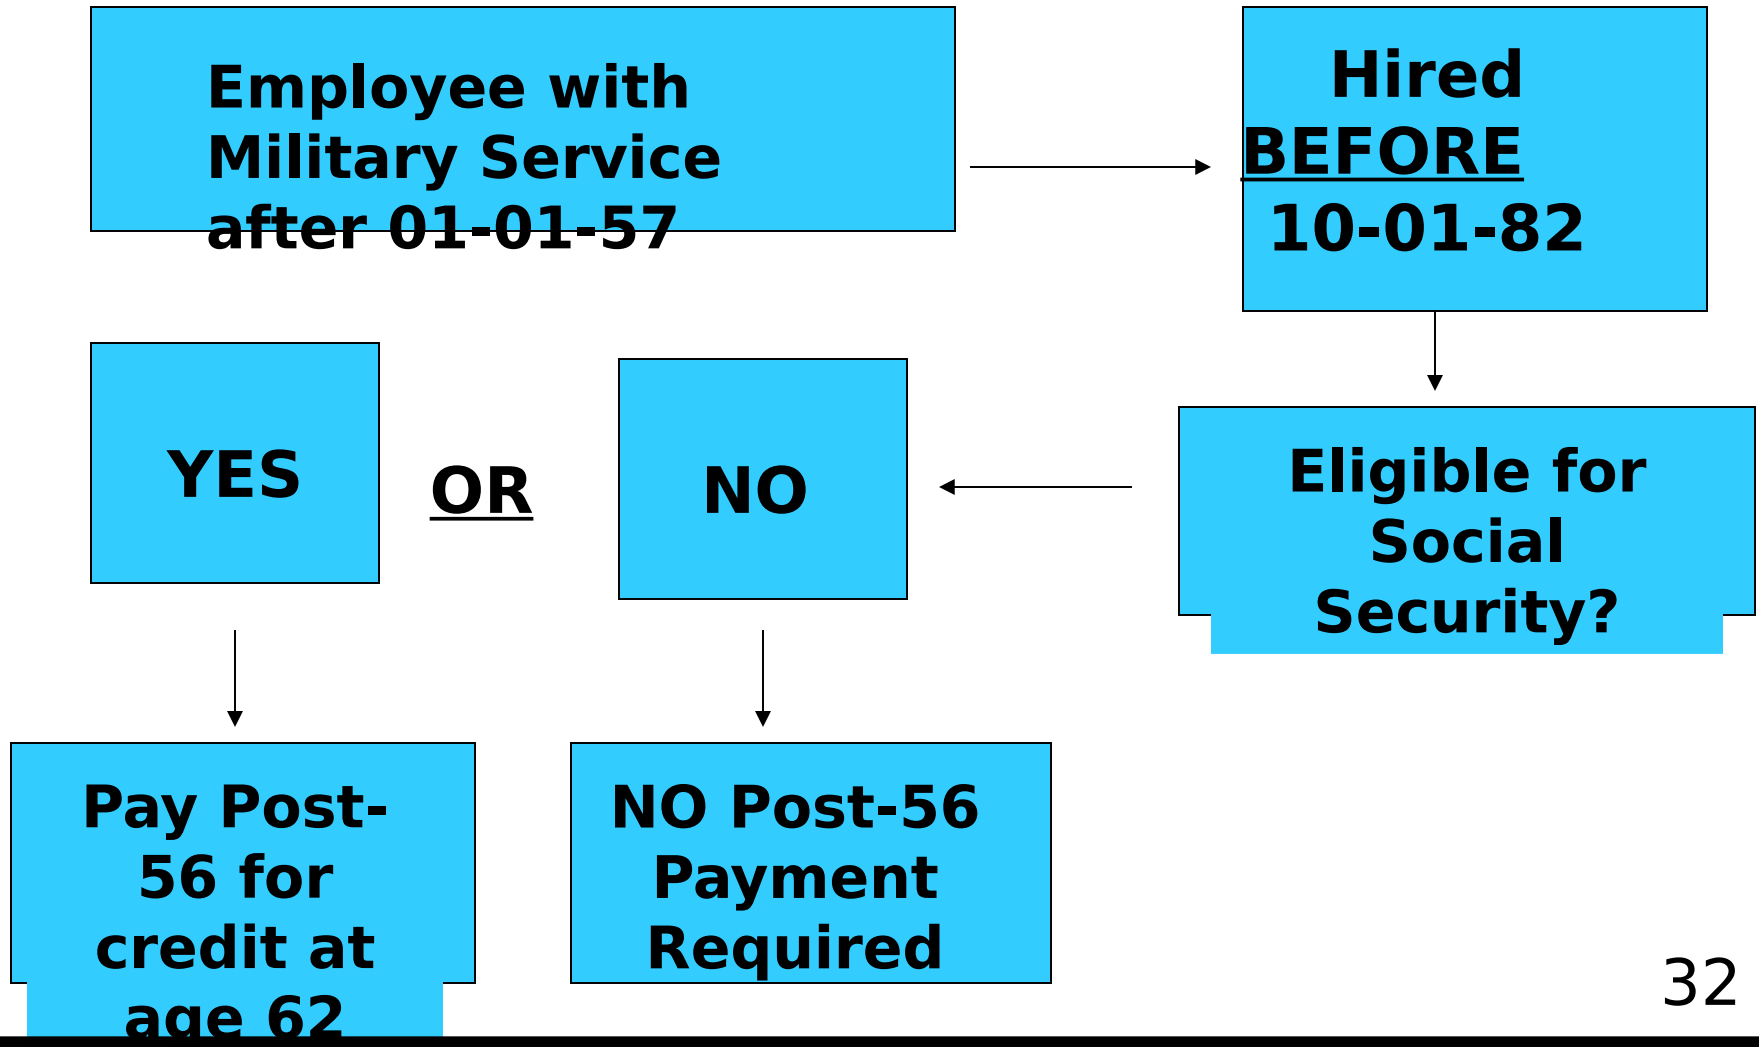 Employee with
Military Service
after 01-01-57
Hired
BEFORE
10-01-82
YES
OR
NO
Eligible for
Social
Security?
Pay Post-
56 for
credit at
age 62
NO Post-56
Payment
Required
32